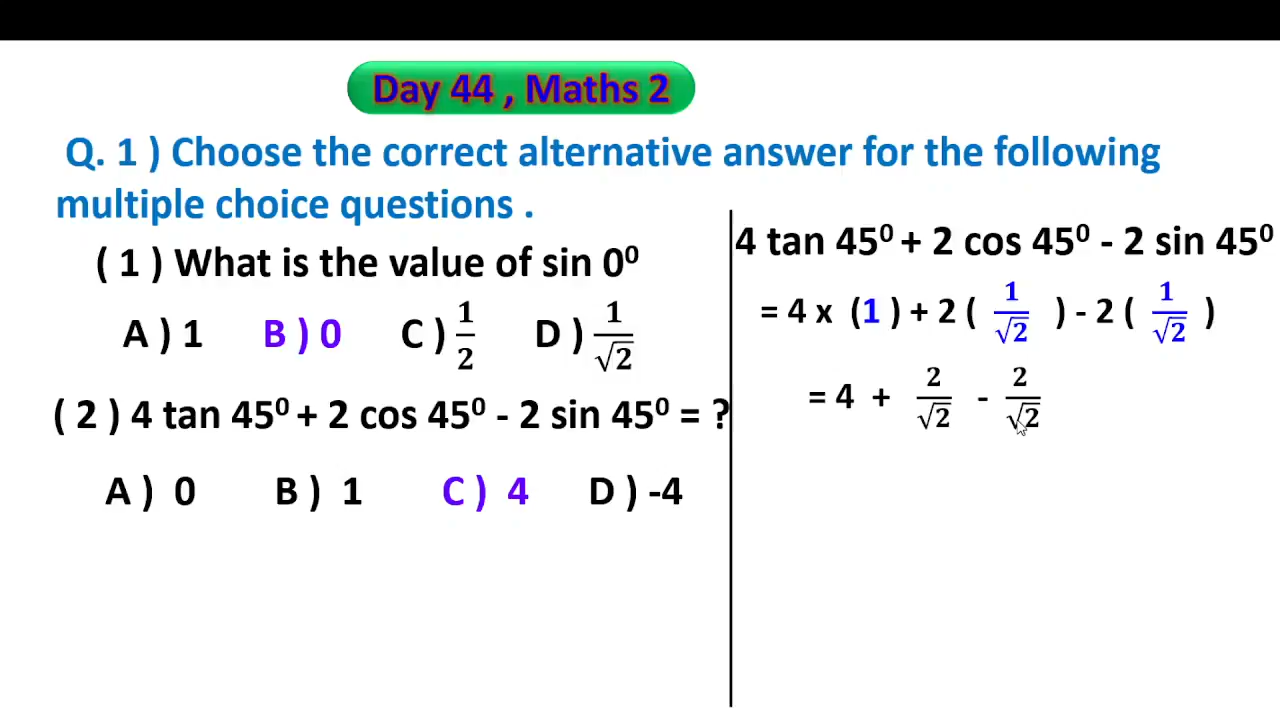 Day 44 , Maths 2
Q. 1 ) Choose the correct alternative answer for the following
multiple choice questions .
( 1 ) What is the value of sin 0⁰
A ) 1 B ) 0 C ) 1/2 D ) 1/√2
( 2 ) 4 tan 45⁰ + 2 cos 45⁰ - 2 sin 45⁰ = ?
A ) 0 B ) 1 C ) 4 D ) -4
4 tan 45⁰ + 2 cos 45⁰ - 2 sin 45⁰
= 4 x (1 ) + 2 ( 1/√2 ) - 2 ( 1/√2 )
= 4 + 2/√2 - 2/√2